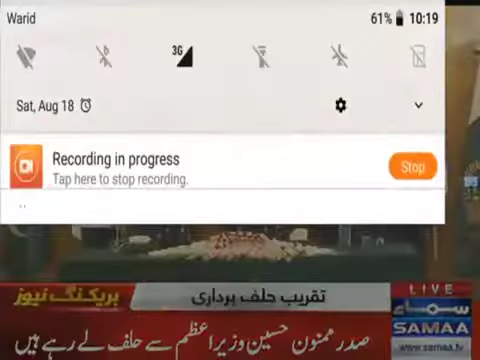 Warid 61% 10:19
3G
Sat, Aug 18
Recording in progress
Tap here to stop recording.
Stop
..
بریکنگ نیوز تقریب حلف برداری LIVE
صدر ممنون حسین وزیراعظم سے حلف لے رہے ہیں
سماء
SAMAA
www.samaa.tv